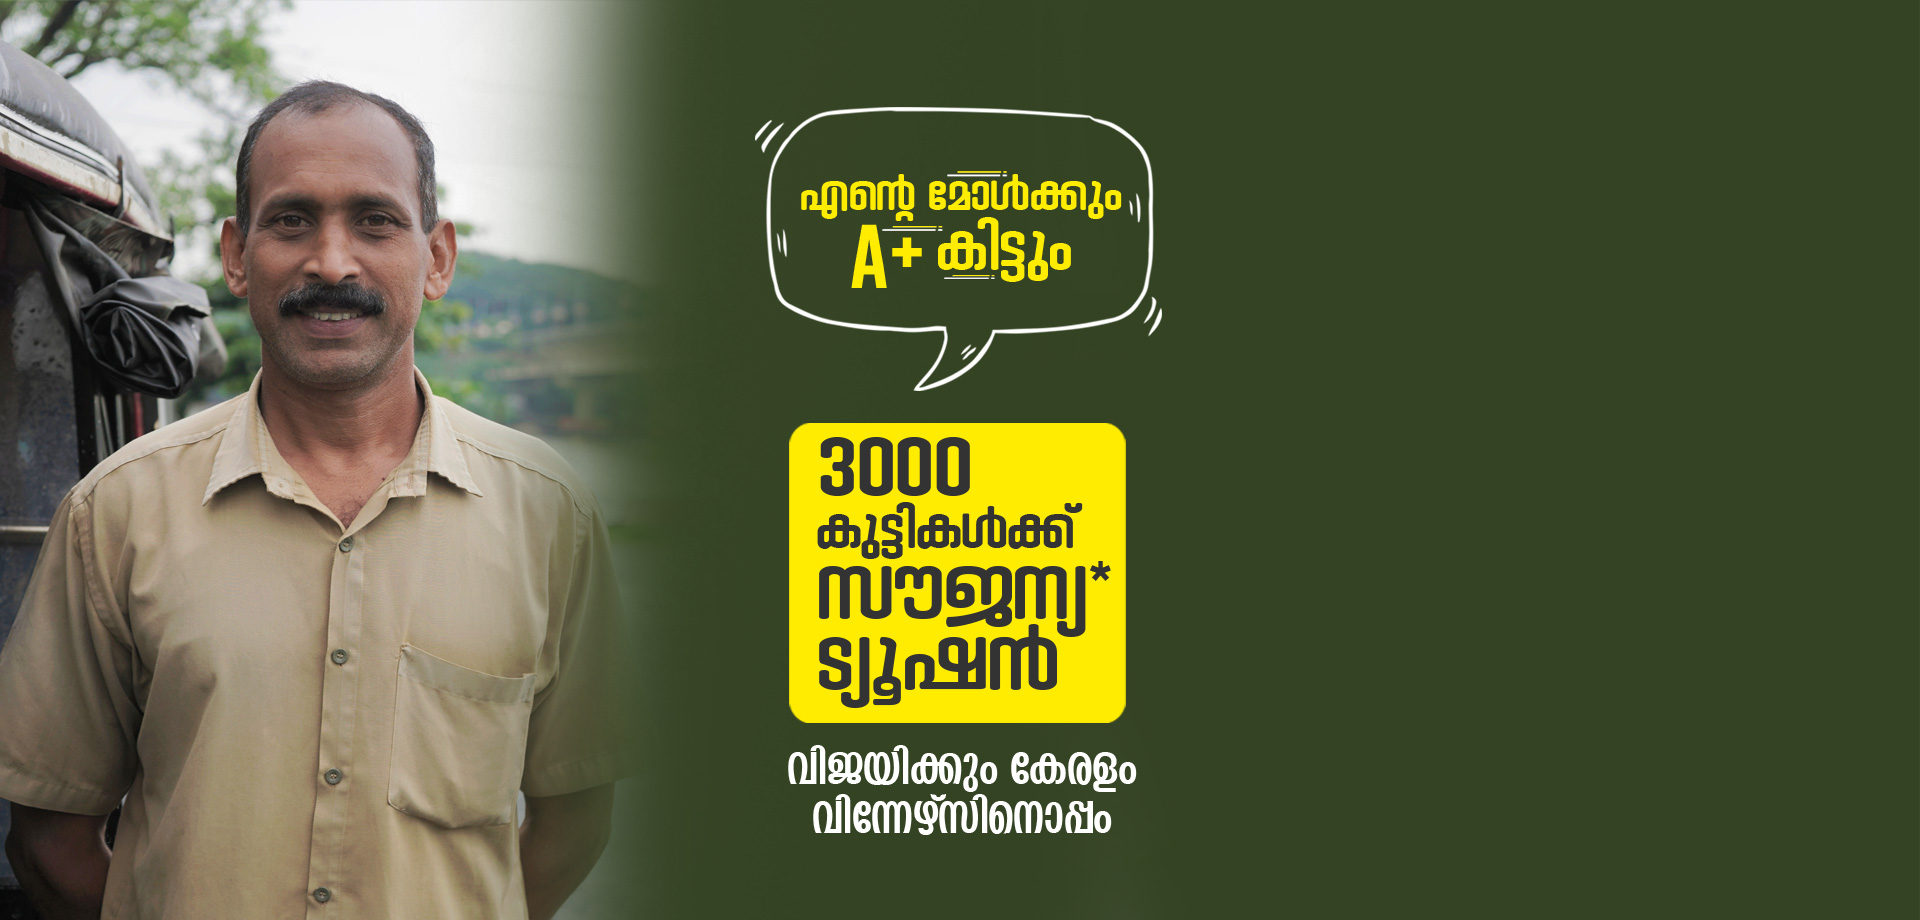 എന്റെ മോൾക്കും
A+ കിട്ടും
3000
കുട്ടികൾക്ക്
സൗജന്യ*
ട്യൂഷൻ
വിജയിക്കും കേരളം
വിന്നേഴ്സിനൊപ്പം